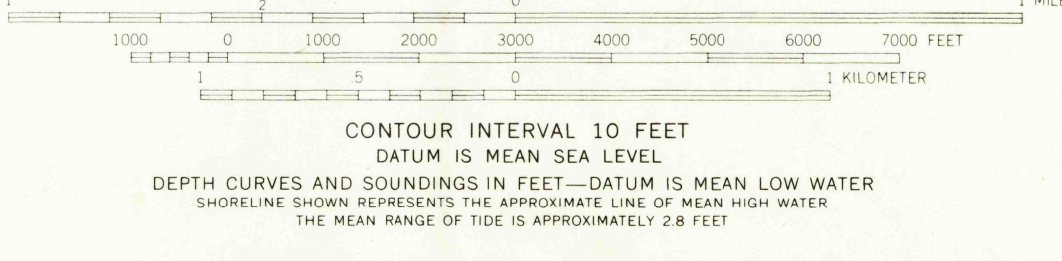 1 2 0 1 MILE
1000 0 1000 2000 3000 4000 5000 6000 7000 FEET
1 .5 0 1 KILOMETER
CONTOUR INTERVAL 10 FEET
DATUM IS MEAN SEA LEVEL
DEPTH CURVES AND SOUNDINGS IN FEET—DATUM IS MEAN LOW WATER
SHORELINE SHOWN REPRESENTS THE APPROXIMATE LINE OF MEAN HIGH WATER
THE MEAN RANGE OF TIDE IS APPROXIMATELY 2.8 FEET